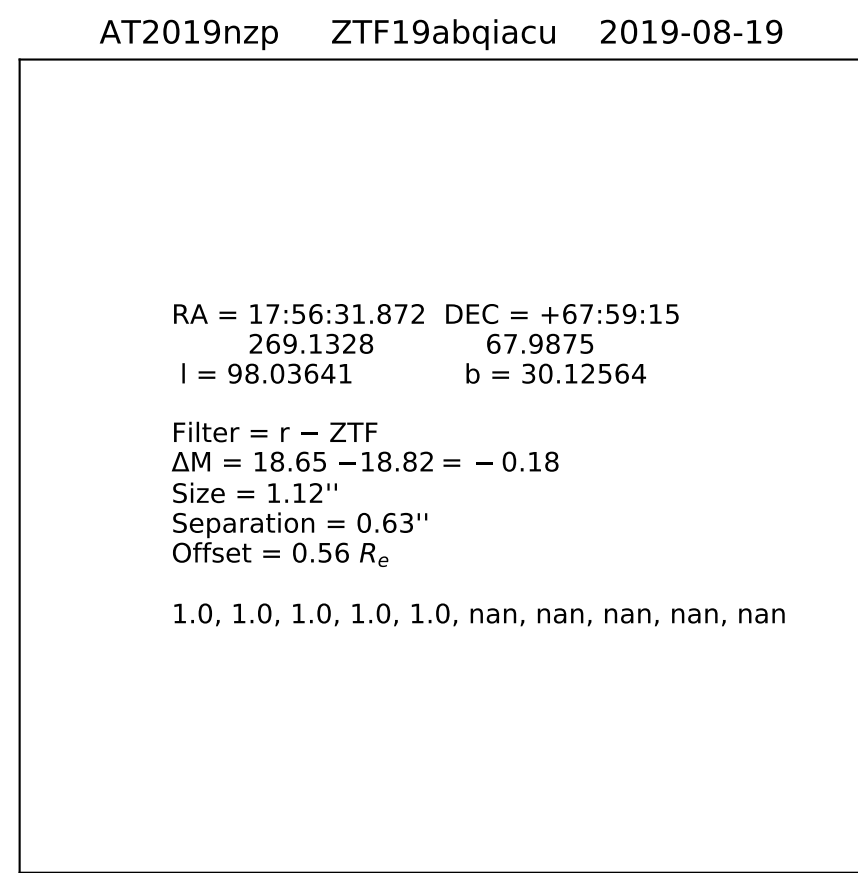 AT2019nzp ZTF19abqiacu 2019-08-19
RA = 17:56:31.872 DEC = +67:59:15
269.1328 67.9875
l = 98.03641 b = 30.12564
Filter = r − ZTF
ΔM = 18.65 −18.82 = − 0.18
Size = 1.12''
Separation = 0.63''
Offset = 0.56 Rₑ
1.0, 1.0, 1.0, 1.0, 1.0, nan, nan, nan, nan, nan